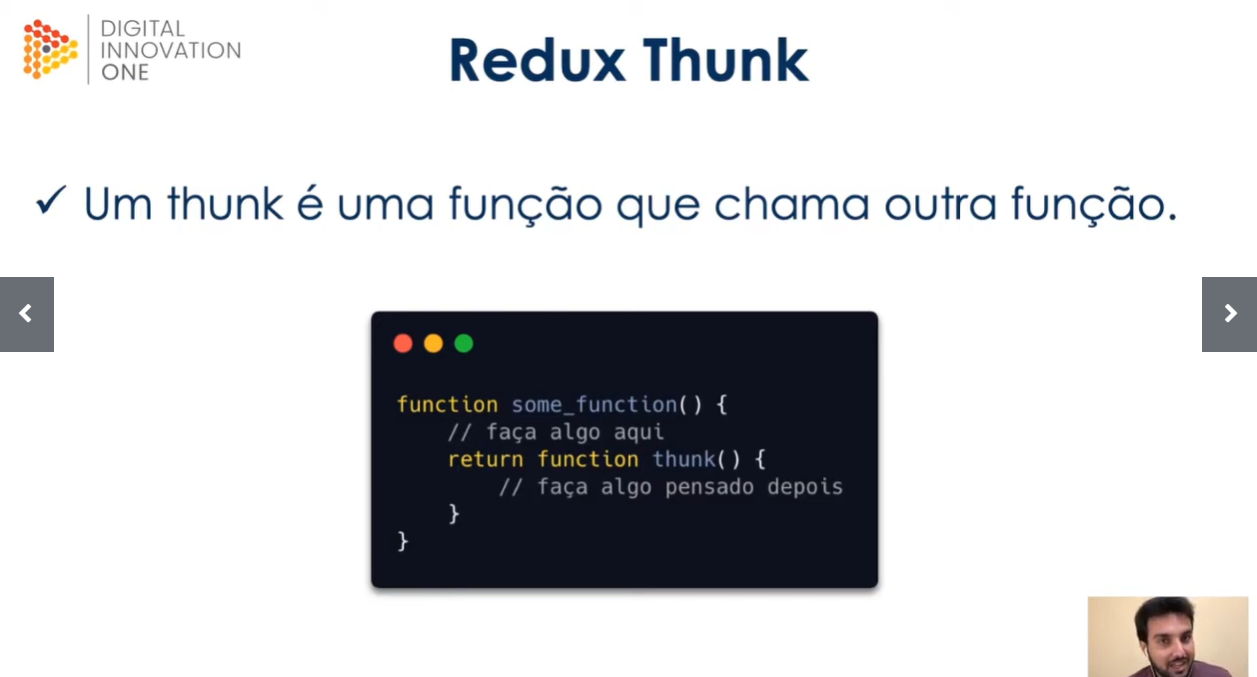 DIGITAL
INNOVATION
ONE
Redux Thunk
✓ Um thunk é uma função que chama outra função.
function some_function() {
    // faça algo aqui
    return function thunk() {
        // faça algo pensado depois
    }
}